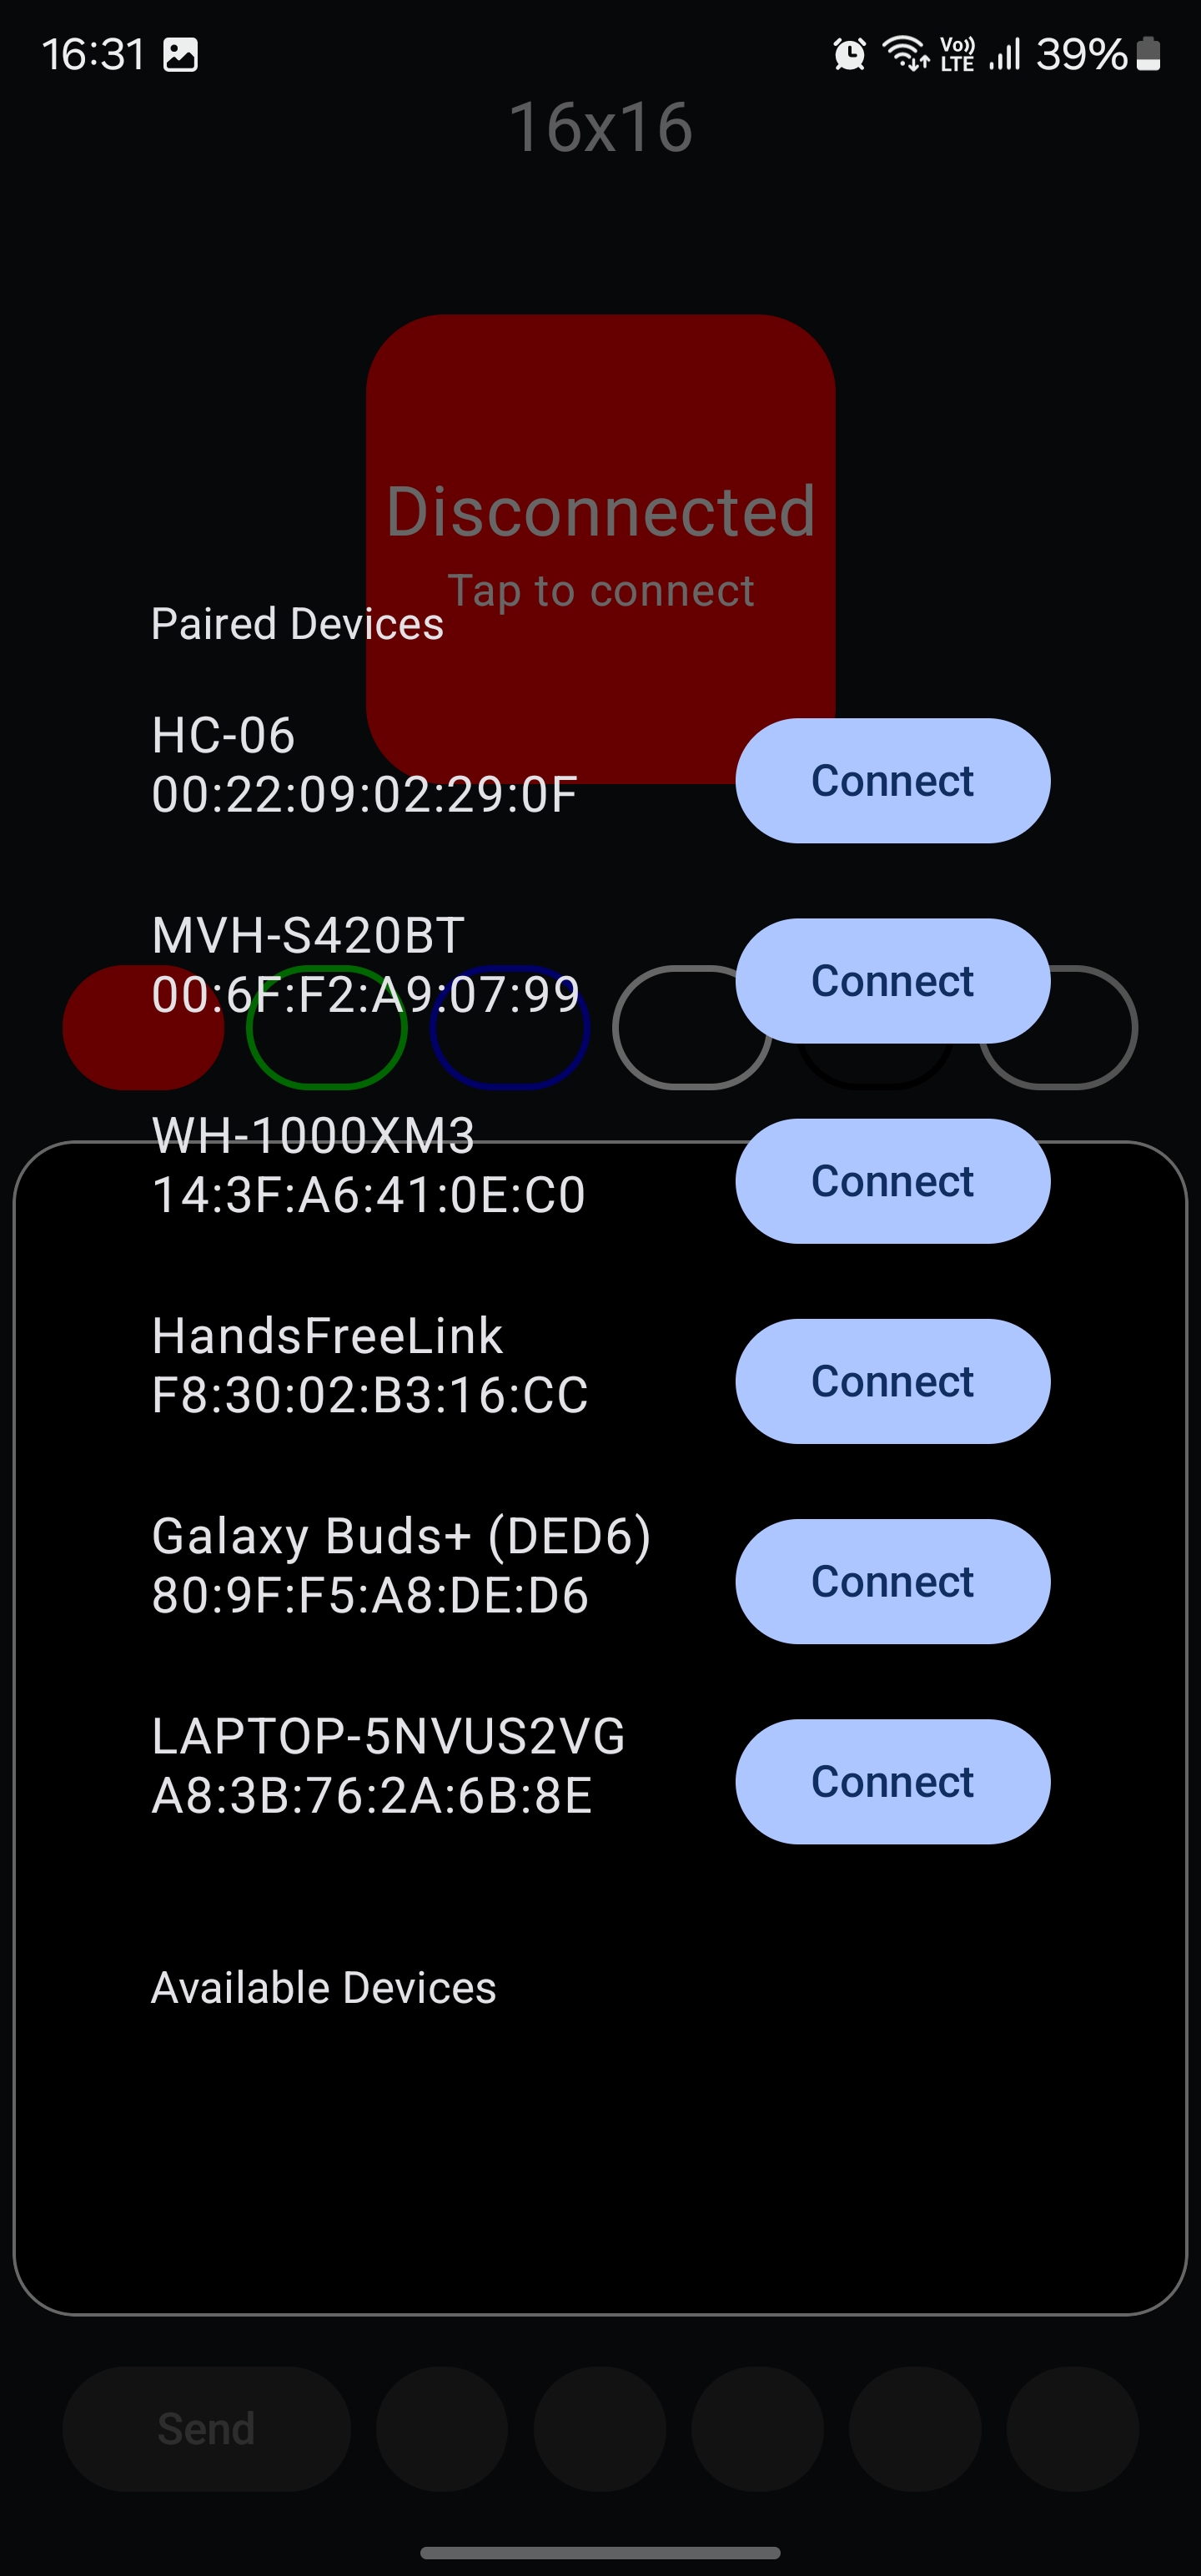 16:31
Vo)) LTE 39%
16x16
Disconnected
Tap to connect
Paired Devices
HC-06
00:22:09:02:29:0F
Connect
MVH-S420BT
00:6F:F2:A9:07:99
Connect
WH-1000XM3
14:3F:A6:41:0E:C0
Connect
HandsFreeLink
F8:30:02:B3:16:CC
Connect
Galaxy Buds+ (DED6)
80:9F:F5:A8:DE:D6
Connect
LAPTOP-5NVUS2VG
A8:3B:76:2A:6B:8E
Connect
Available Devices
Send